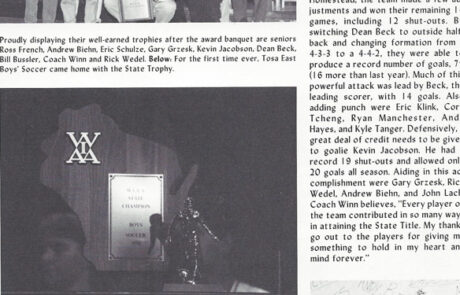 Proudly displaying their well-earned trophies after the award banquet are seniors
Ross French, Andrew Biehn, Eric Schulze, Gary Grzesk, Kevin Jacobson, Dean Beck,
Bill Bussler, Coach Winn and Rick Wedel. Below: For the first time ever, Tosa East
Boys' Soccer came home with the State Trophy.
WIAA
STATE
CHAMPION
BOYS
SOCCER
Homestead, the team made a few
justments and won their remaining
games, including 12 shut-outs. B
switching Dean Beck to outside half
back and changing formation from
4-3-3 to a 4-4-2, they were able t
produce a record number of goals, 7
(16 more than last year). Much of thi
powerful attack was lead by Beck, th
leading scorer, with 14 goals. Als
adding punch were Eric Klink, Cor
Tcheng, Ryan Manchester, And
Hayes, and Kyle Tanger. Defensively,
great deal of credit needs to be give
to goalie Kevin Jacobson. He had
record 19 shut-outs and allowed onl
20 goals all season. Aiding in this ac
complishment were Gary Grzesk, Ric
Wedel, Andrew Biehn, and John Lac
Coach Winn believes, "Every player o
the team contributed in so many way
in attaining the State Title. My thank
go out to the players for giving m
something to hold in my heart an
mind forever."